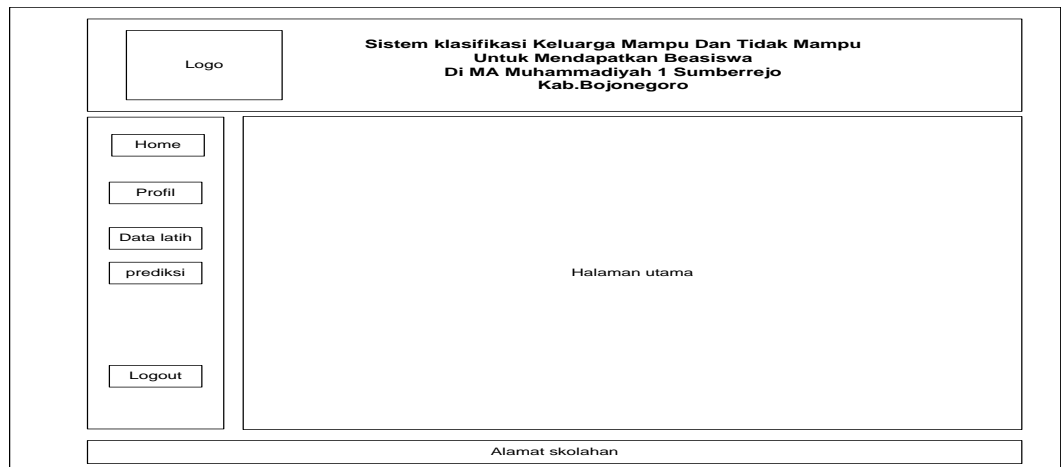 Logo
Sistem klasifikasi Keluarga Mampu Dan Tidak Mampu
Untuk Mendapatkan Beasiswa
Di MA Muhammadiyah 1 Sumberrejo
Kab.Bojonegoro
Home
Profil
Data latih
prediksi
Logout
Halaman utama
Alamat skolahan